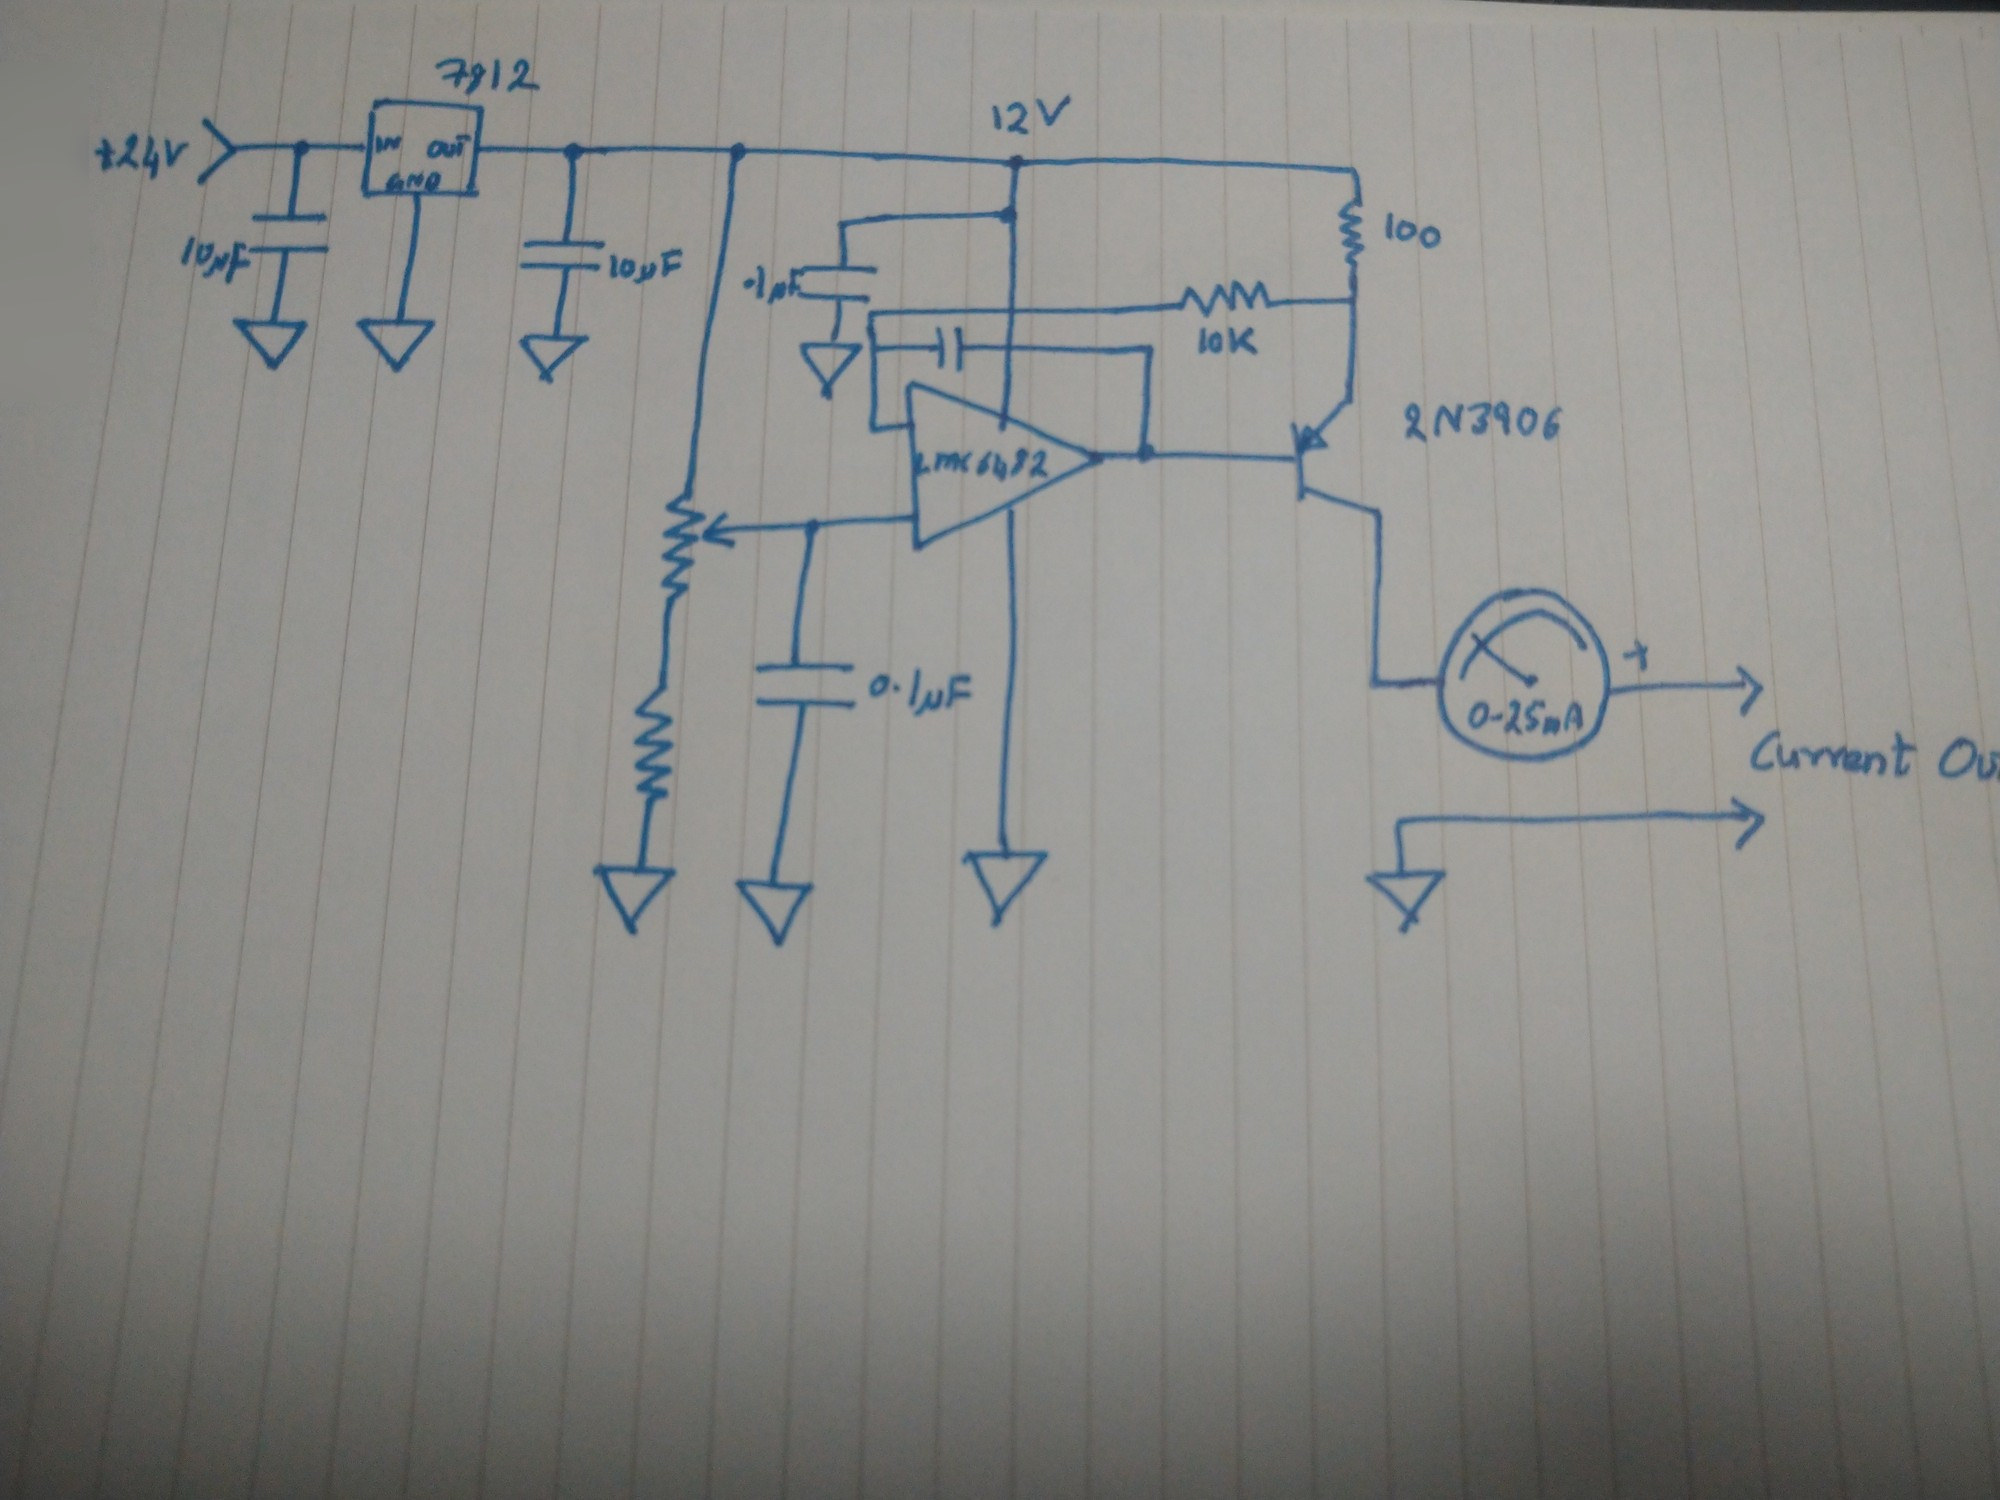 7812
12V
+24V
IN OUT
GND
100
10µF
10µF
.1µF
10K
2N3906
LMC6482
0.1µF
+
0-25mA
Current Ou